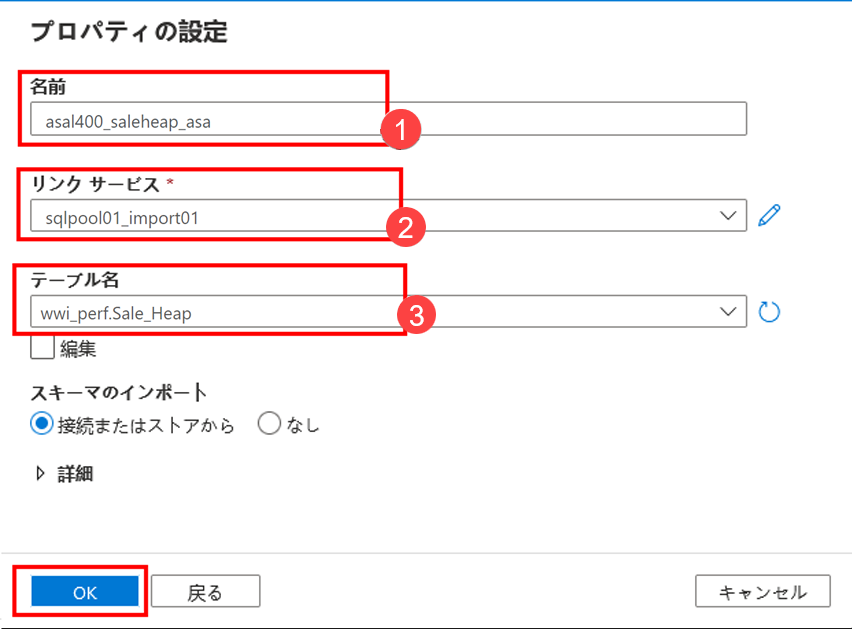 プロパティの設定
名前
asal400_saleheap_asa
1
リンク サービス *
sqlpool01_import01
2
テーブル名
wwi_perf.Sale_Heap
3
編集
スキーマのインポート
接続またはストアから なし
詳細
OK 戻る キャンセル